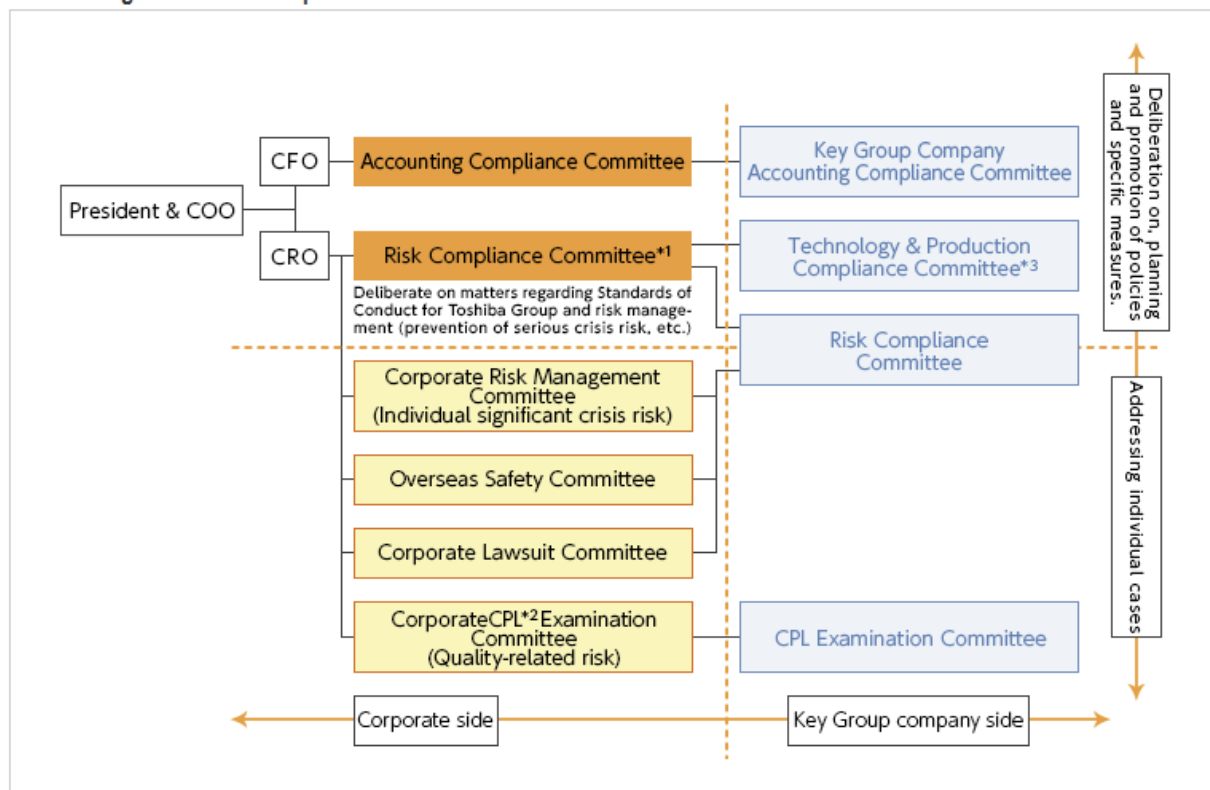 Deliberation on, planning
and promotion of policies
and specific measures.
CFO
Accounting Compliance Committee
Key Group Company
Accounting Compliance Committee
President & COO
CRO
Risk Compliance Committee*1
Technology & Production
Compliance Committee*3
Deliberate on matters regarding Standards of
Conduct for Toshiba Group and risk manage-
ment (prevention of serious crisis risk, etc.)
Risk Compliance
Committee
Corporate Risk Management
Committee
(Individual significant crisis risk)
Addressing individual cases
Overseas Safety Committee
Corporate Lawsuit Committee
CorporateCPL*2Examination
Committee
(Quality-related risk)
CPL Examination Committee
Corporate side
Key Group company side